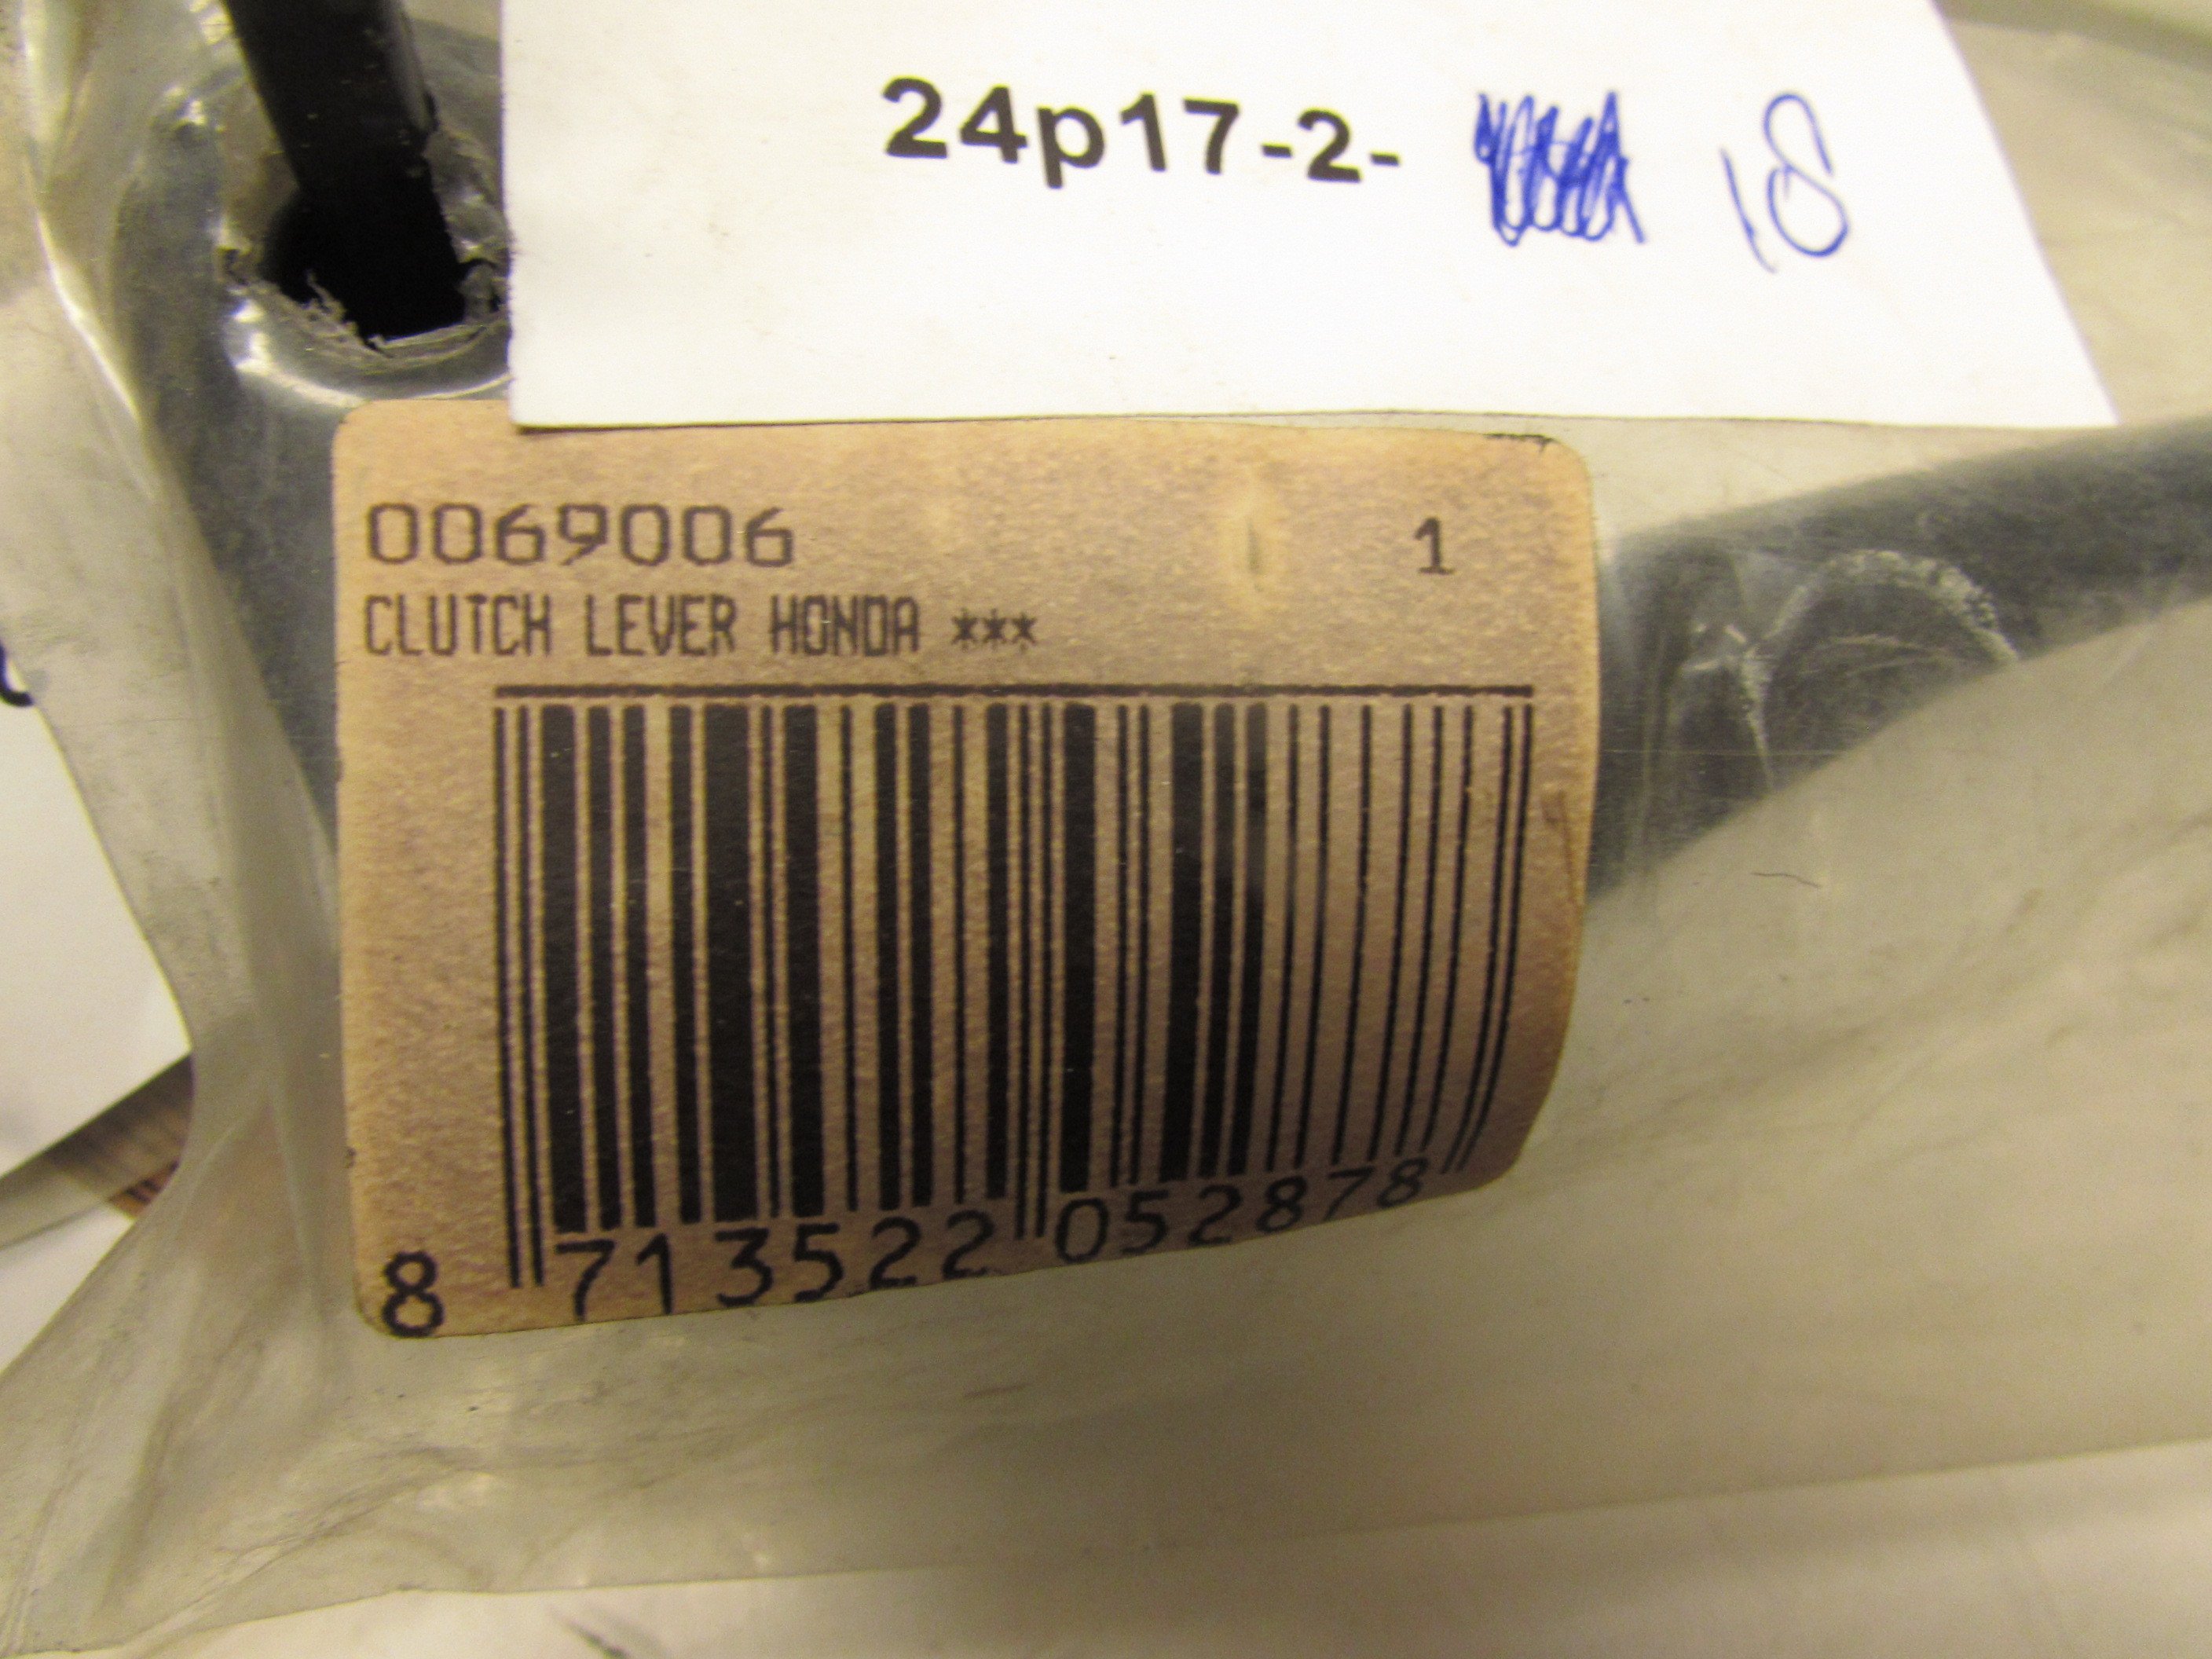 24p17-2- 18
0069006 1
CLUTCH LEVER HONDA ***
8 713522 052878